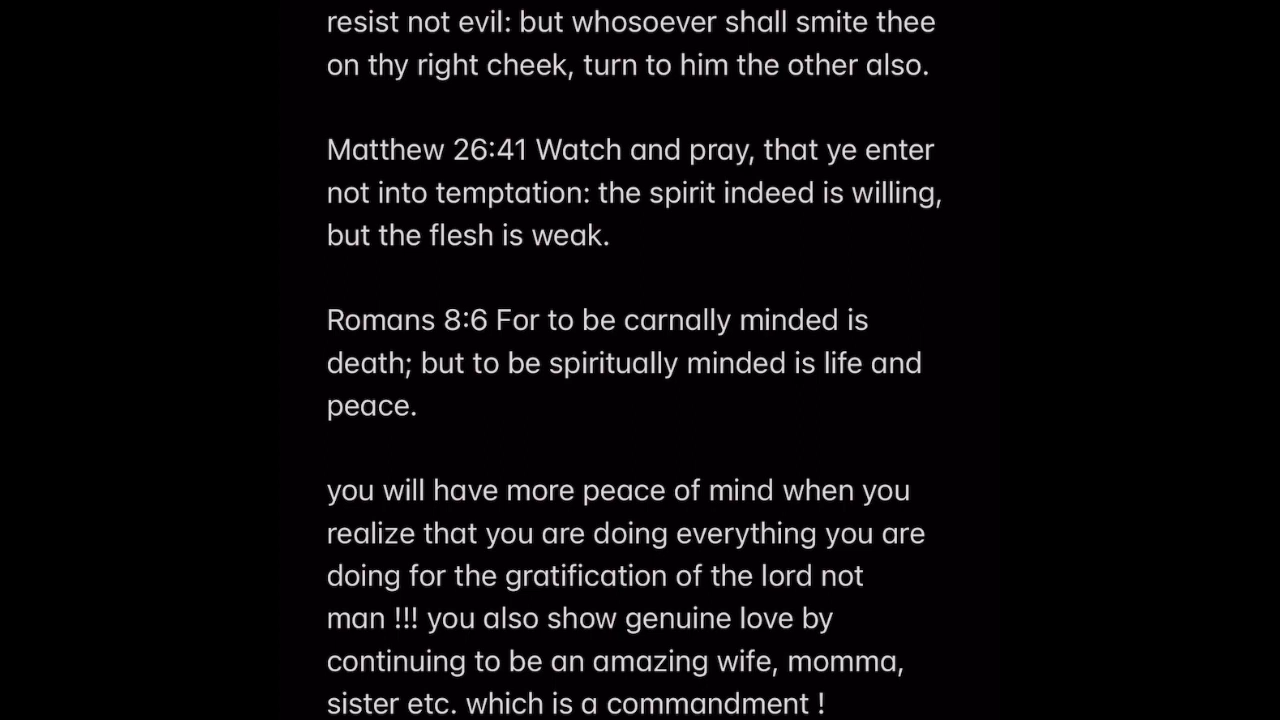 resist not evil: but whosoever shall smite thee
on thy right cheek, turn to him the other also.
Matthew 26:41 Watch and pray, that ye enter
not into temptation: the spirit indeed is willing,
but the flesh is weak.
Romans 8:6 For to be carnally minded is
death; but to be spiritually minded is life and
peace.
you will have more peace of mind when you
realize that you are doing everything you are
doing for the gratification of the lord not
man !!! you also show genuine love by
continuing to be an amazing wife, momma,
sister etc. which is a commandment !